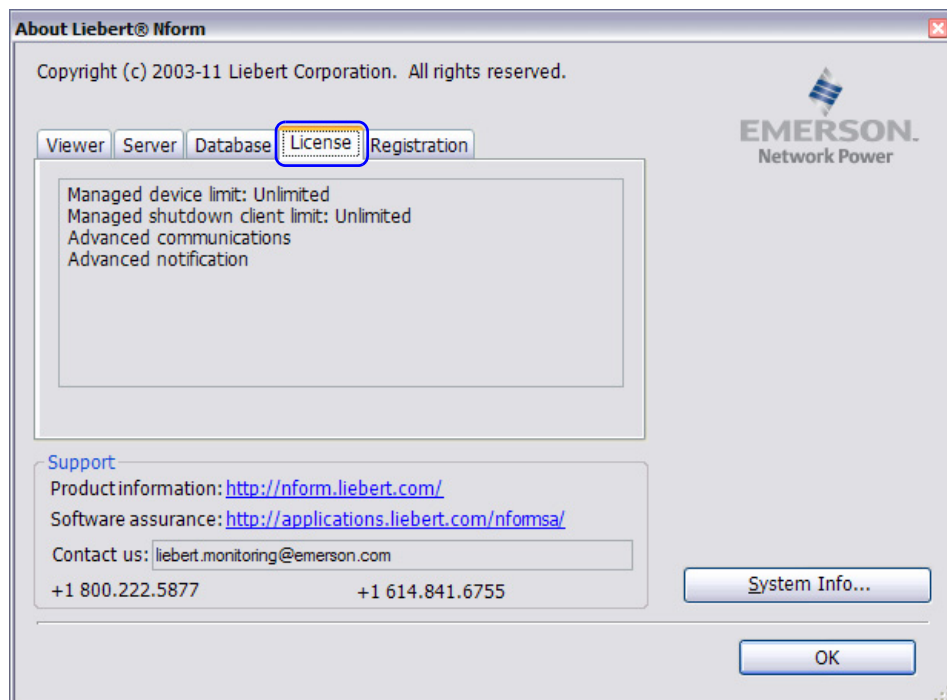 About Liebert® Nform
Copyright (c) 2003-11 Liebert Corporation. All rights reserved.
EMERSON.
Network Power
Viewer Server Database License Registration
Managed device limit: Unlimited
Managed shutdown client limit: Unlimited
Advanced communications
Advanced notification
Support
Product information: http://nform.liebert.com/
Software assurance: http://applications.liebert.com/nformsa/
Contact us: liebert.monitoring@emerson.com
+1 800.222.5877 +1 614.841.6755
System Info...
OK